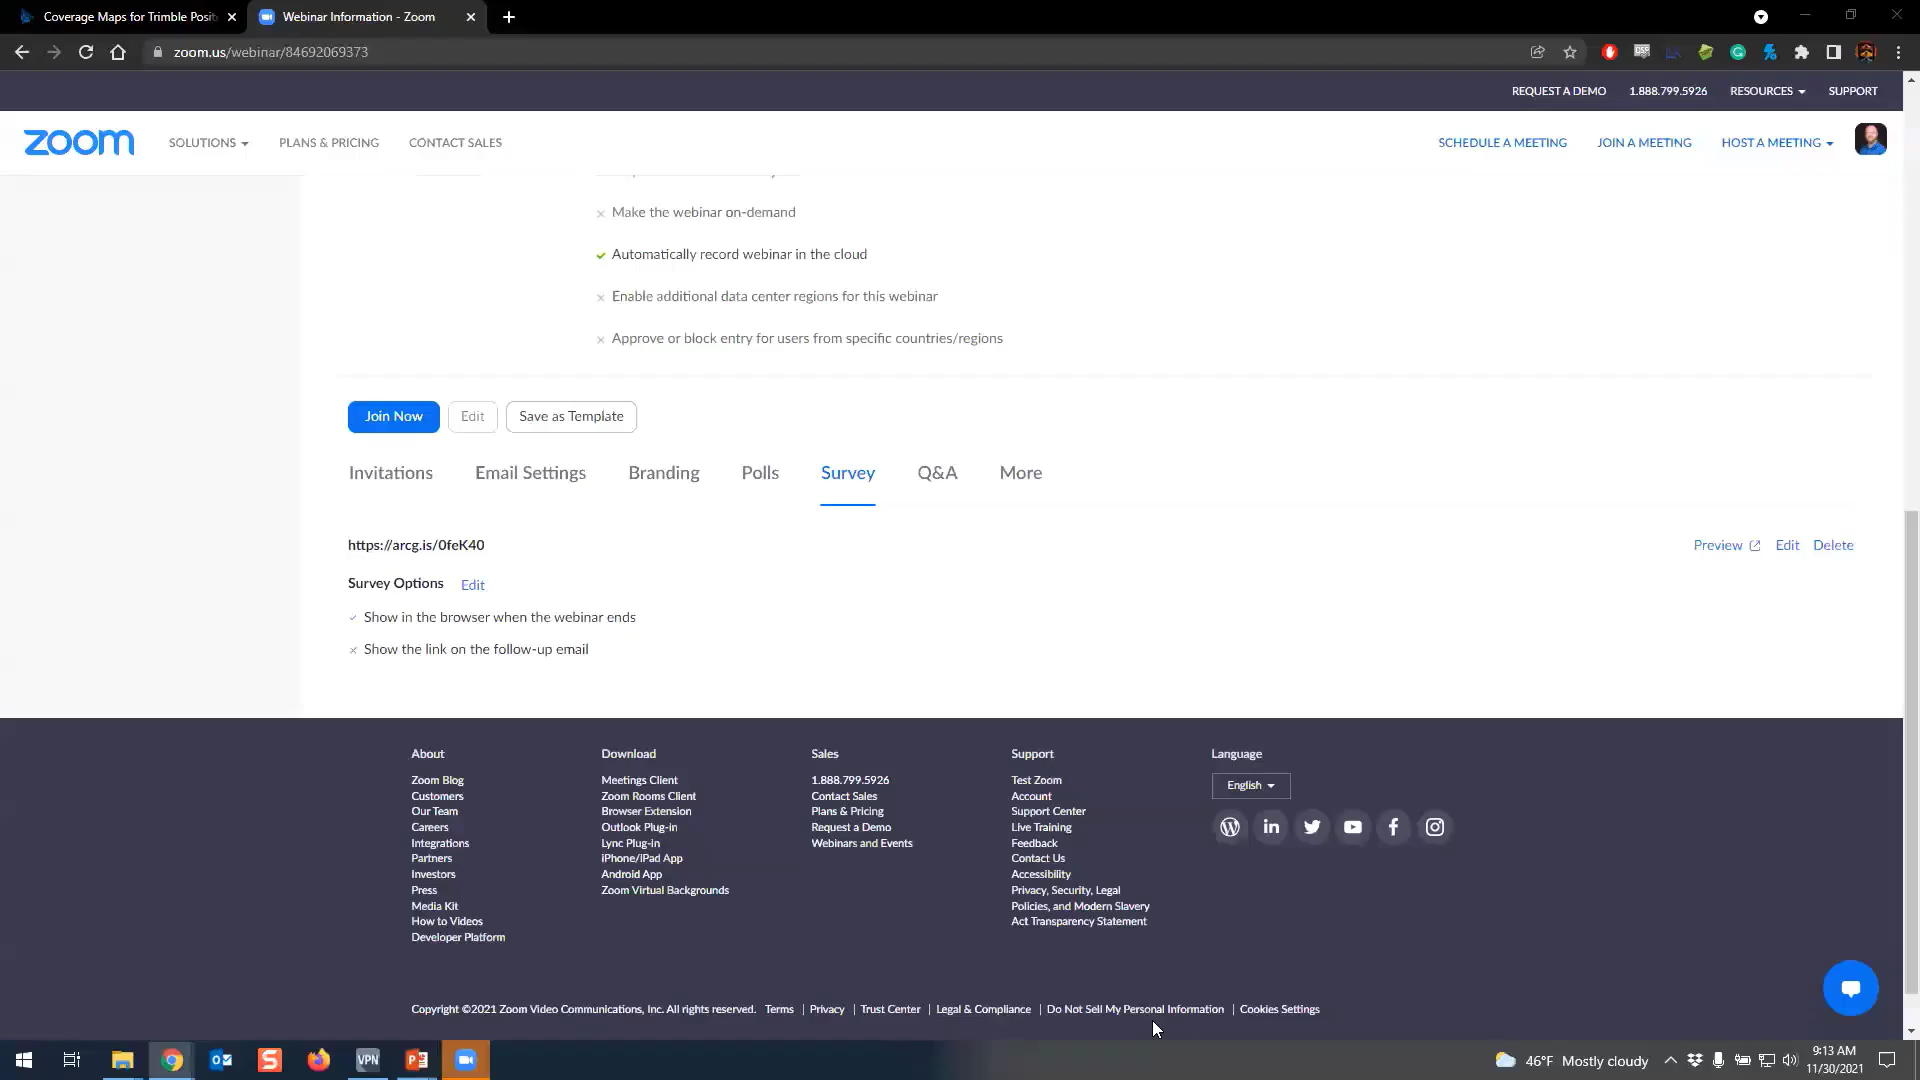 Coverage Maps for Trimble Posit
Webinar Information - Zoom
zoom.us/webinar/84692069373
REQUEST A DEMO
1.888.799.5926
RESOURCES
SUPPORT
zoom
SOLUTIONS
PLANS & PRICING
CONTACT SALES
SCHEDULE A MEETING
JOIN A MEETING
HOST A MEETING
Make the webinar on-demand
Automatically record webinar in the cloud
Enable additional data center regions for this webinar
Approve or block entry for users from specific countries/regions
Join Now
Edit
Save as Template
Invitations
Email Settings
Branding
Polls
Survey
Q&A
More
https://arcg.is/0feK40
Preview
Edit
Delete
Survey Options
Edit
Show in the browser when the webinar ends
Show the link on the follow-up email
About
Zoom Blog
Customers
Our Team
Careers
Integrations
Partners
Investors
Press
Media Kit
How to Videos
Developer Platform
Download
Meetings Client
Zoom Rooms Client
Browser Extension
Outlook Plug-in
Lync Plug-in
iPhone/iPad App
Android App
Zoom Virtual Backgrounds
Sales
1.888.799.5926
Contact Sales
Plans & Pricing
Request a Demo
Webinars and Events
Support
Test Zoom
Account
Support Center
Live Training
Feedback
Contact Us
Accessibility
Privacy, Security, Legal
Policies, and Modern Slavery
Act Transparency Statement
Language
English
Copyright ©2021 Zoom Video Communications, Inc. All rights reserved. Terms | Privacy | Trust Center | Legal & Compliance | Do Not Sell My Personal Information | Cookies Settings
VPN
46°F Mostly cloudy
9:13 AM
11/30/2021